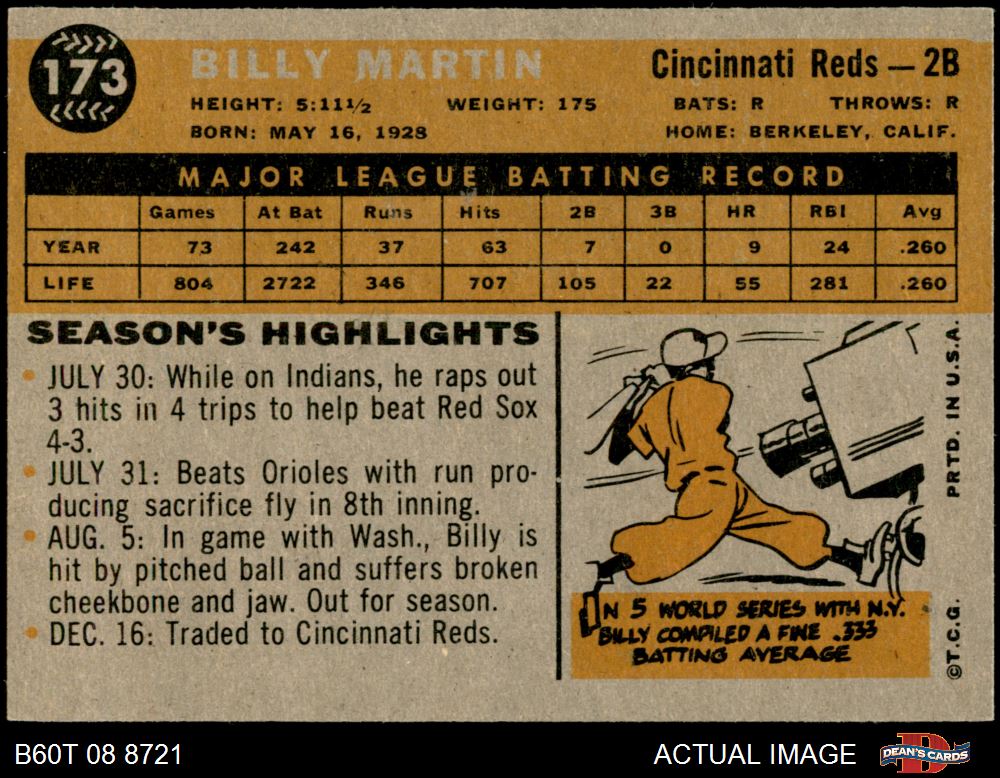 173
BILLY MARTIN
Cincinnati Reds — 2B
HEIGHT: 5:11½ WEIGHT: 175 BATS: R THROWS: R
BORN: MAY 16, 1928 HOME: BERKELEY, CALIF.
MAJOR LEAGUE BATTING RECORD
Games At Bat Runs Hits 2B 3B HR RBI Avg
YEAR 73 242 37 63 7 0 9 24 .260
LIFE 804 2722 346 707 105 22 55 281 .260
SEASON'S HIGHLIGHTS
• JULY 30: While on Indians, he raps out
3 hits in 4 trips to help beat Red Sox
4-3.
• JULY 31: Beats Orioles with run pro-
ducing sacrifice fly in 8th inning.
• AUG. 5: In game with Wash., Billy is
hit by pitched ball and suffers broken
cheekbone and jaw. Out for season.
• DEC. 16: Traded to Cincinnati Reds.
IN 5 WORLD SERIES WITH N.Y.
BILLY COMPILED A FINE .333
BATTING AVERAGE
©T.C.G. PRTD. IN U.S.A.
B60T 08 8721
ACTUAL IMAGE
DEAN'S CARDS